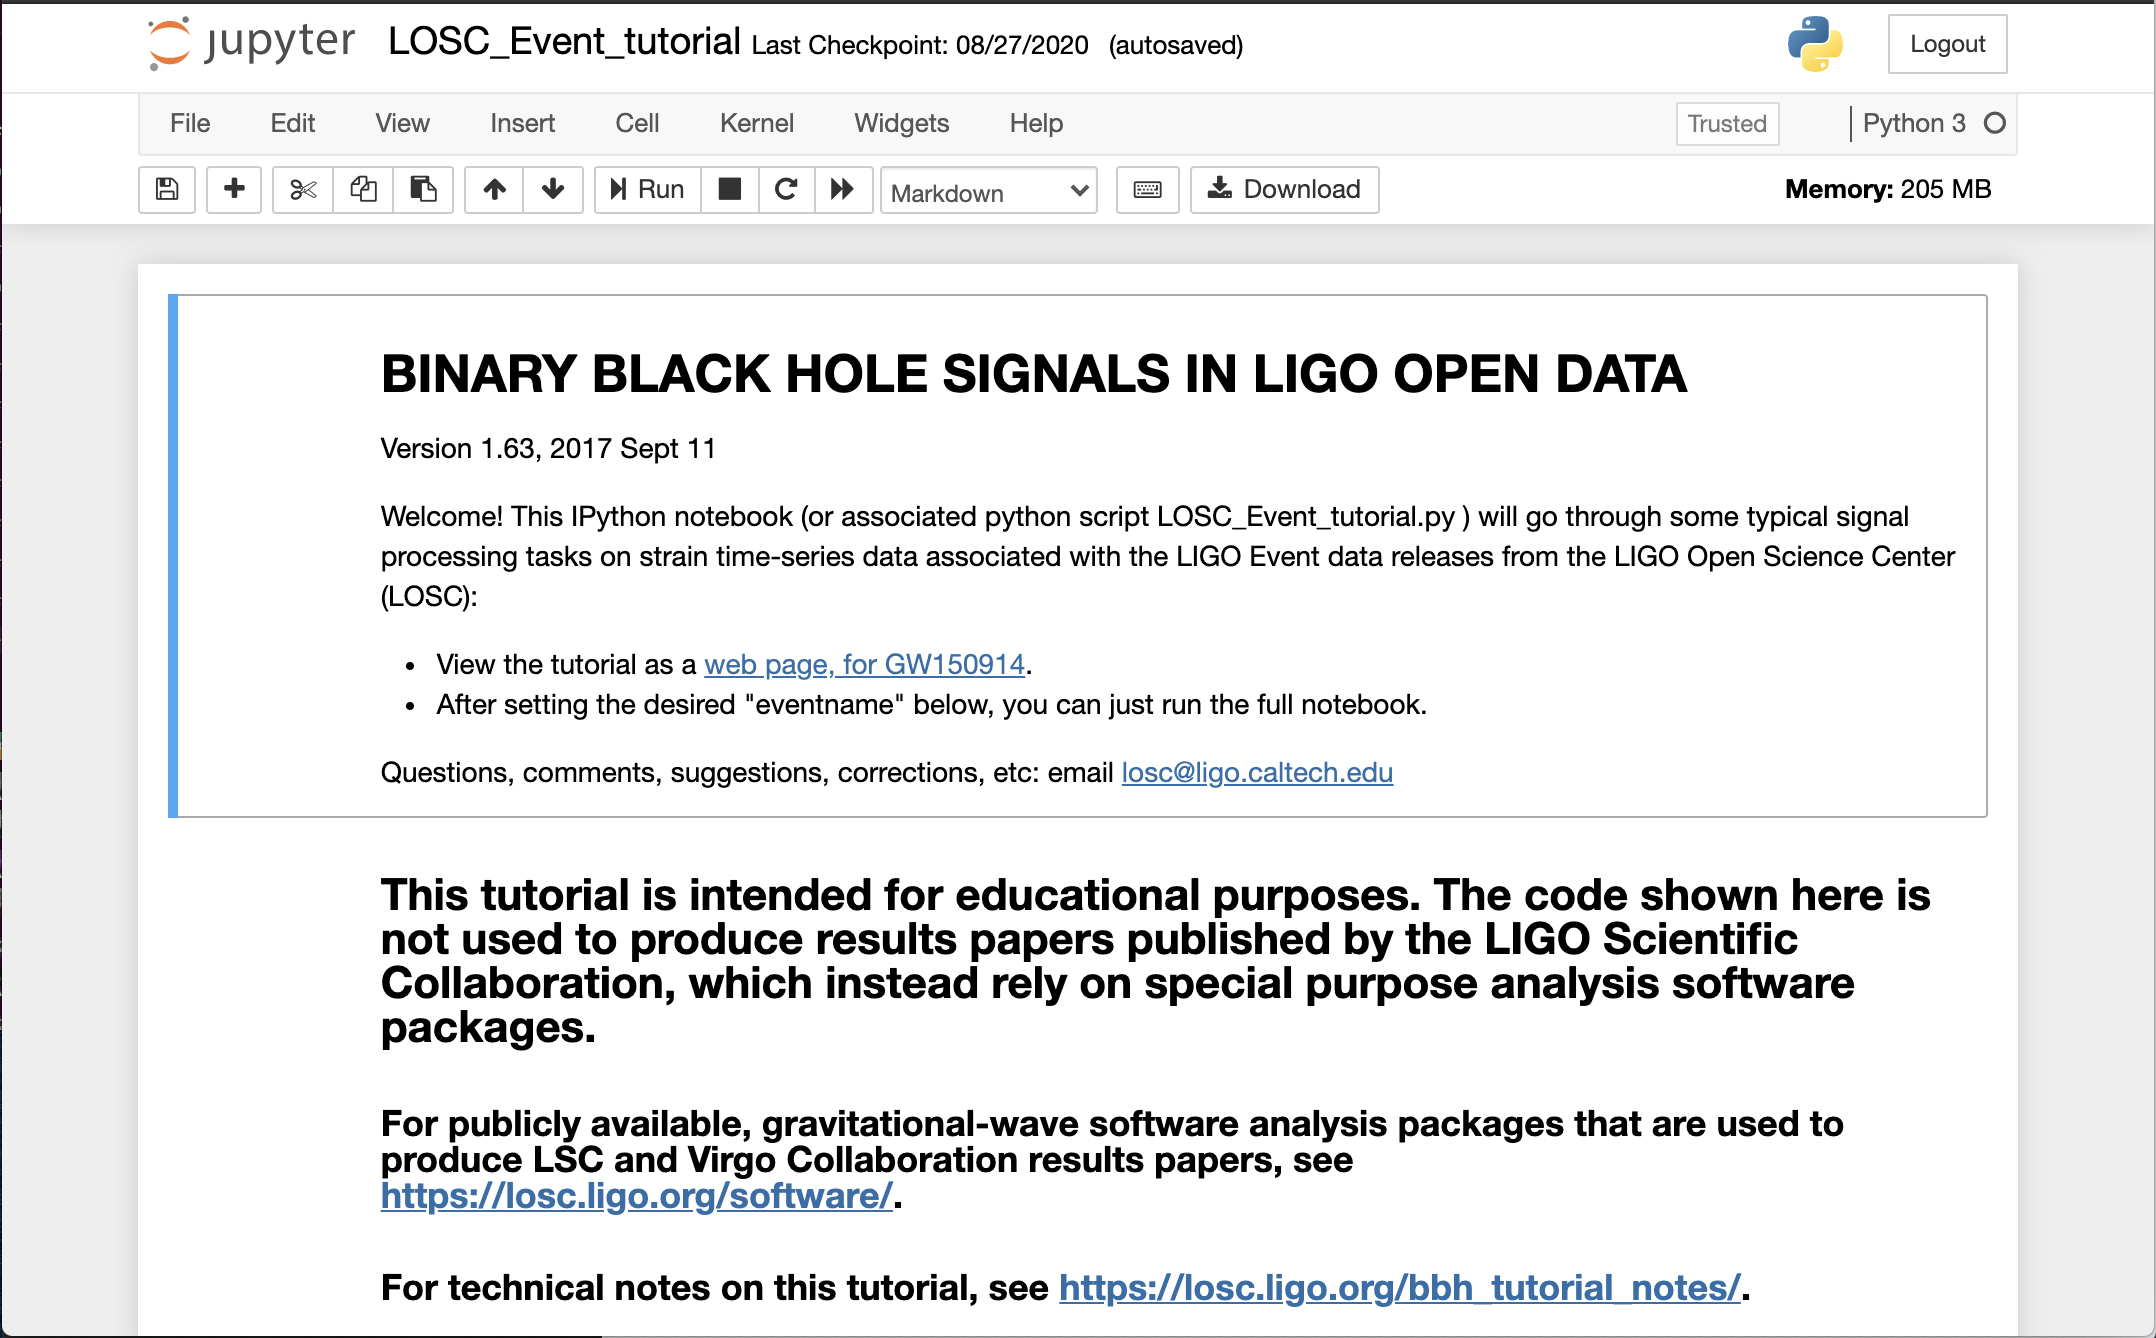 jupyter LOSC_Event_tutorial Last Checkpoint: 08/27/2020 (autosaved)
Logout
File Edit View Insert Cell Kernel Widgets Help
Trusted
Python 3
Run
Markdown
Download
Memory: 205 MB
BINARY BLACK HOLE SIGNALS IN LIGO OPEN DATA
Version 1.63, 2017 Sept 11
Welcome! This IPython notebook (or associated python script LOSC_Event_tutorial.py ) will go through some typical signal
processing tasks on strain time-series data associated with the LIGO Event data releases from the LIGO Open Science Center
(LOSC):
• View the tutorial as a web page, for GW150914.
• After setting the desired "eventname" below, you can just run the full notebook.
Questions, comments, suggestions, corrections, etc: email losc@ligo.caltech.edu
This tutorial is intended for educational purposes. The code shown here is
not used to produce results papers published by the LIGO Scientific
Collaboration, which instead rely on special purpose analysis software
packages.
For publicly available, gravitational-wave software analysis packages that are used to
produce LSC and Virgo Collaboration results papers, see
https://losc.ligo.org/software/.
For technical notes on this tutorial, see https://losc.ligo.org/bbh_tutorial_notes/.